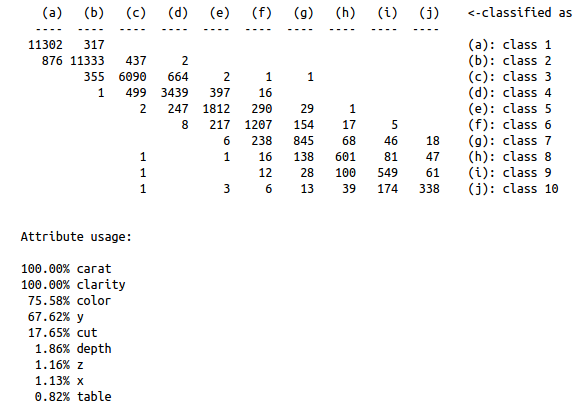 (a) (b) (c) (d) (e) (f) (g) (h) (i) (j) <-classified as
---- ---- ---- ---- ---- ---- ---- ---- ---- ----
11302 317 (a): class 1
876 11333 437 2 (b): class 2
355 6090 664 2 1 1 (c): class 3
1 499 3439 397 16 (d): class 4
2 247 1812 290 29 1 (e): class 5
8 217 1207 154 17 5 (f): class 6
6 238 845 68 46 18 (g): class 7
1 1 16 138 601 81 47 (h): class 8
1 12 28 100 549 61 (i): class 9
1 3 6 13 39 174 338 (j): class 10
Attribute usage:
100.00% carat
100.00% clarity
75.58% color
67.62% y
17.65% cut
1.86% depth
1.16% z
1.13% x
0.82% table